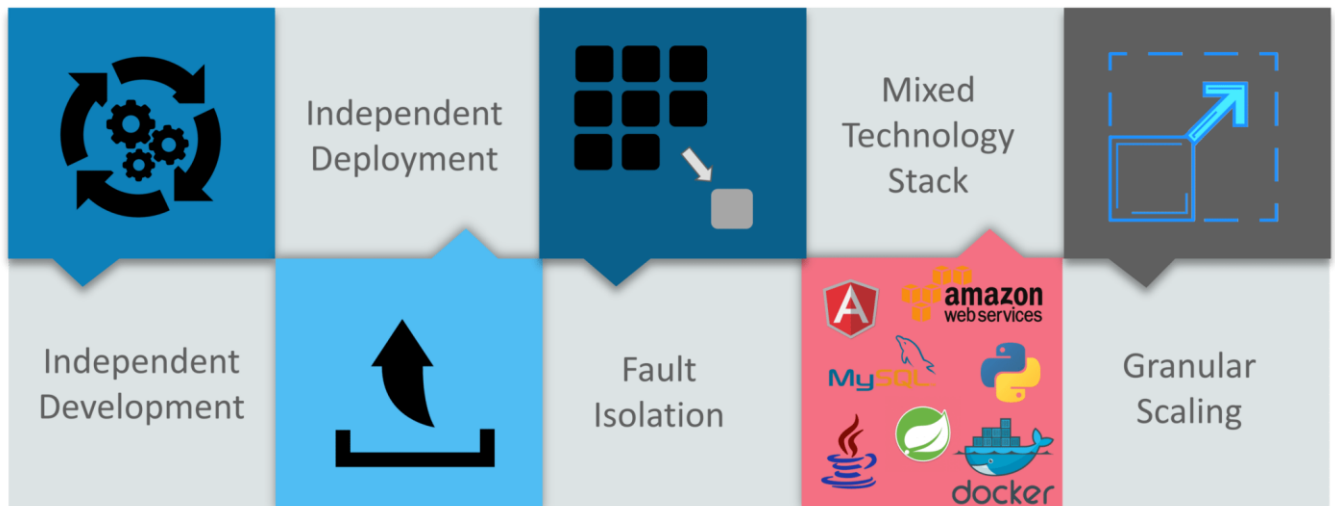 Independent
Development
Independent
Deployment
Fault
Isolation
Mixed
Technology
Stack
A
amazon
web services
MySQL
docker
Granular
Scaling